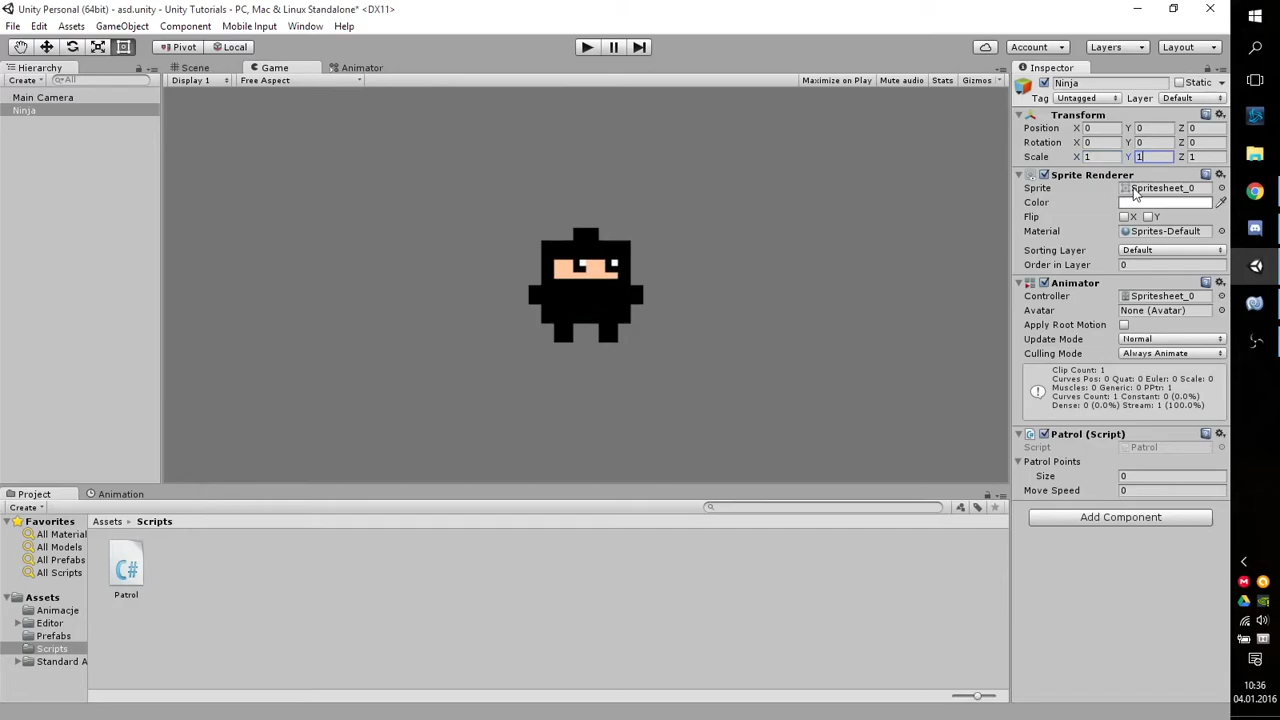 Unity Personal (64bit) - asd.unity - Unity Tutorials - PC, Mac & Linux Standalone* <DX11>
File Edit Assets GameObject Component Mobile Input Window Help
Pivot Local Account Layers Layout
Hierarchy Scene Game Animator Inspector
Create All Display 1 Free Aspect Maximize on Play Mute audio Stats Gizmos
Main Camera
Ninja
Ninja Static
Tag Untagged Layer Default
Transform
Position X 0 Y 0 Z 0
Rotation X 0 Y 0 Z 0
Scale X 1 Y 1 Z 1
Sprite Renderer
Sprite Spritesheet_0
Color
Flip X Y
Material Sprites-Default
Sorting Layer Default
Order in Layer 0
Animator
Controller Spritesheet_0
Avatar None (Avatar)
Apply Root Motion
Update Mode Normal
Culling Mode Always Animate
Clip Count: 1
Curves Pos: 0 Quat: 0 Euler: 0 Scale: 0
Muscles: 0 Generic: 0 PPtr: 1
Curves Count: 1 Constant: 0 (0.0%)
Dense: 0 (0.0%) Stream: 1 (100.0%)
Patrol (Script)
Script Patrol
Patrol Points
Size 0
Move Speed 0
Add Component
Project Animation
Create
Favorites
All Material
All Models
All Prefabs
All Scripts
Assets
Animacje
Editor
Prefabs
Scripts
Standard A
Assets Scripts
C#
Patrol
10:36
04.01.2016